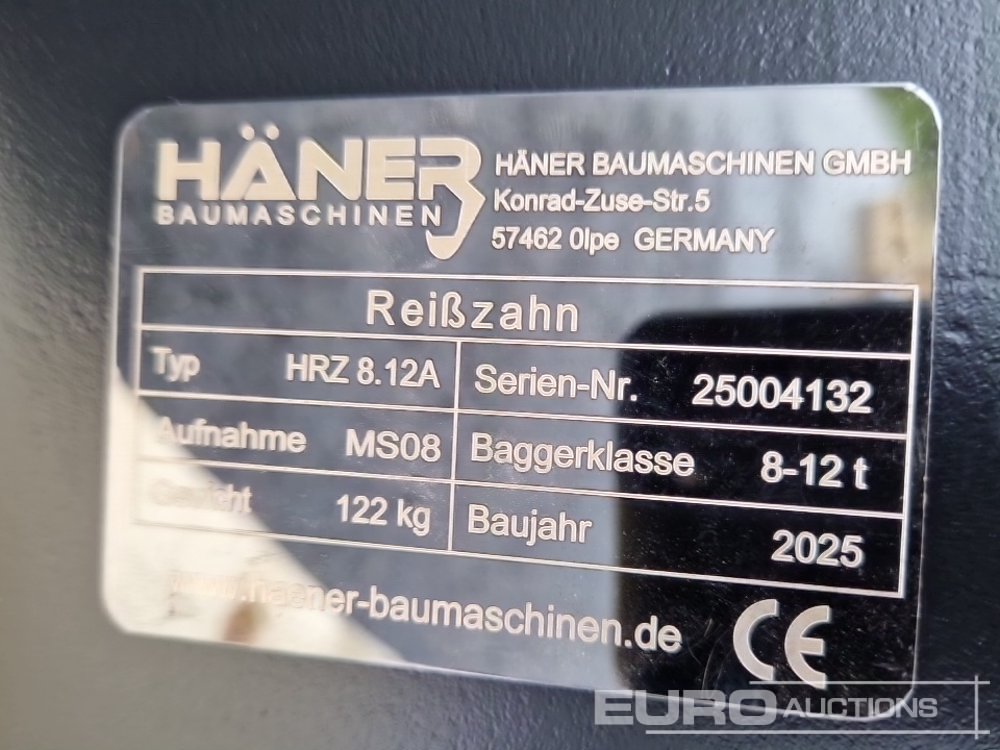 HÄNER
BAUMASCHINEN
HÄNER BAUMASCHINEN GMBH
Konrad-Zuse-Str.5
57462 Olpe GERMANY
Reißzahn
Typ HRZ 8.12A Serien-Nr. 25004132
Aufnahme MS08 Baggerklasse 8-12 t
Gewicht 122 kg Baujahr 2025
www.haener-baumaschinen.de
CE
EURO AUCTIONS